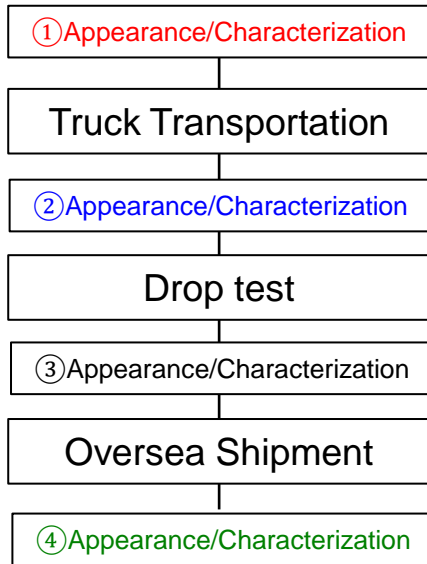 ①Appearance/Characterization
Truck Transportation
②Appearance/Characterization
Drop test
③Appearance/Characterization
Oversea Shipment
④Appearance/Characterization